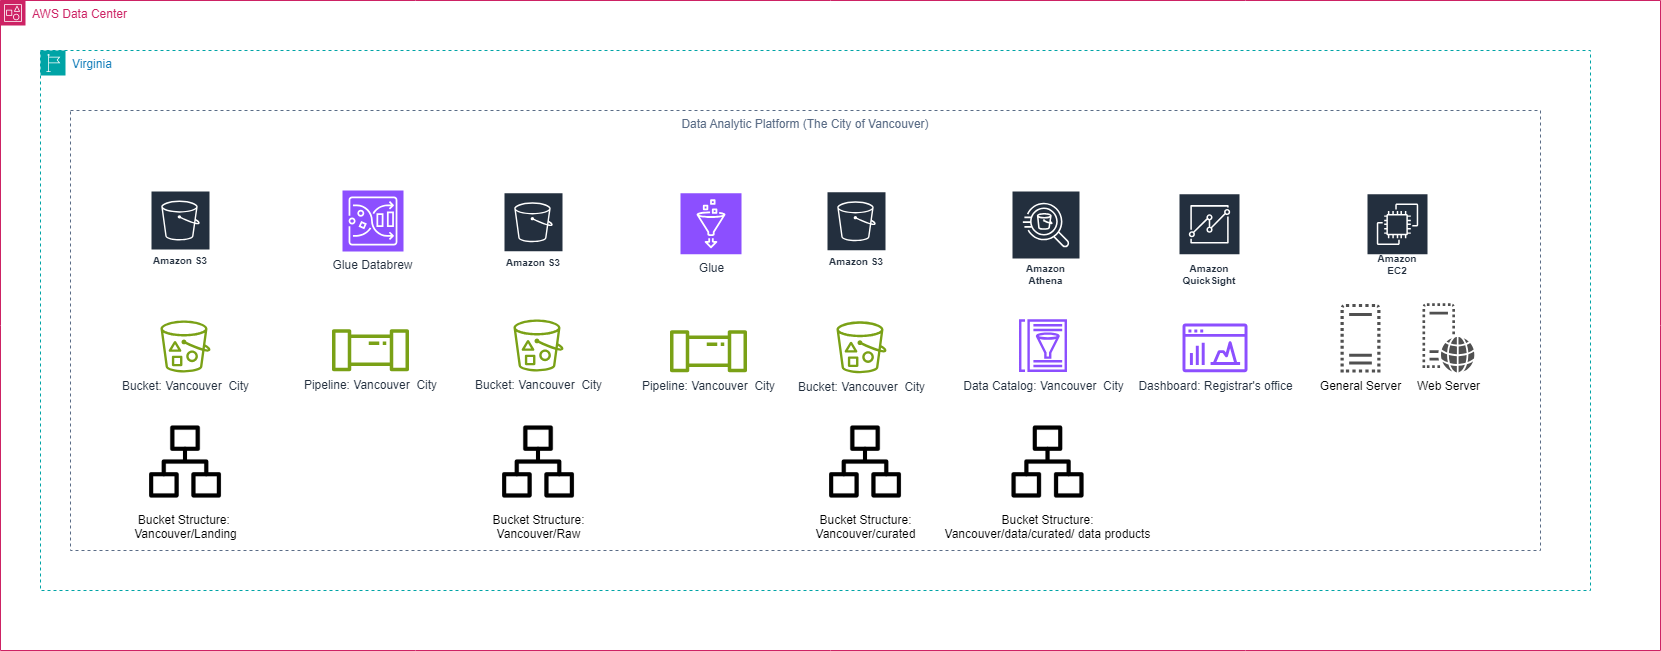 AWS Data Center
Virginia
Data Analytic Platform (The City of Vancouver)
Amazon S3
Glue Databrew
Amazon S3
Glue
Amazon S3
Amazon
Athena
Amazon
QuickSight
Amazon
EC2
Bucket: Vancouver City
Pipeline: Vancouver City
Bucket: Vancouver City
Pipeline: Vancouver City
Bucket: Vancouver City
Data Catalog: Vancouver City
Dashboard: Registrar's office
General Server
Web Server
Bucket Structure:
Vancouver/Landing
Bucket Structure:
Vancouver/Raw
Bucket Structure:
Vancouver/curated
Bucket Structure:
Vancouver/data/curated/ data products